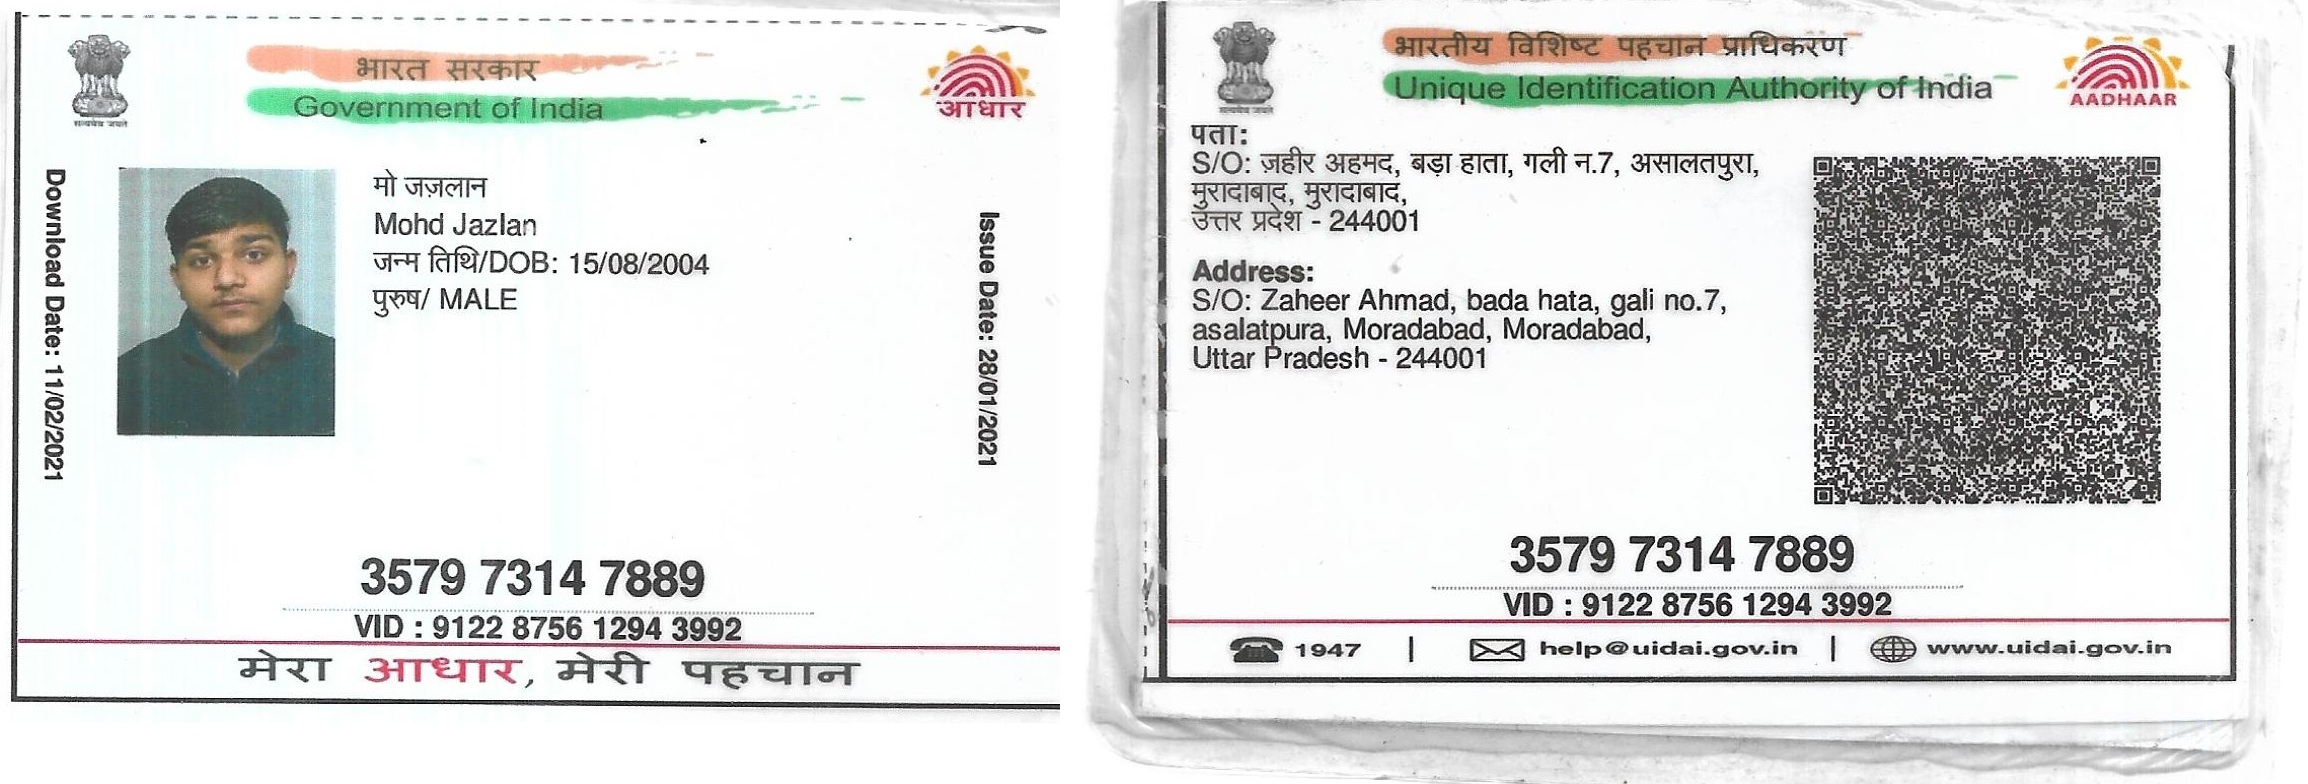 भारत सरकार
Government of India
आधार
Download Date: 11/02/2021
मो जज़लान
Mohd Jazlan
जन्म तिथि/DOB: 15/08/2004
पुरुष/ MALE
Issue Date: 28/01/2021
3579 7314 7889
VID : 9122 8756 1294 3992
मेरा आधार, मेरी पहचान
भारतीय विशिष्ट पहचान प्राधिकरण
Unique Identification Authority of India
AADHAAR
पता:
S/O: ज़हीर अहमद, बड़ा हाता, गली न.7, असालतपुरा,
मुरादाबाद, मुरादाबाद,
उत्तर प्रदेश - 244001
Address:
S/O: Zaheer Ahmad, bada hata, gali no.7,
asalatpura, Moradabad, Moradabad,
Uttar Pradesh - 244001
3579 7314 7889
VID : 9122 8756 1294 3992
1947 | help@uidai.gov.in | www.uidai.gov.in